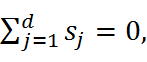 ∑_{j=1}^{d} s_j = 0,